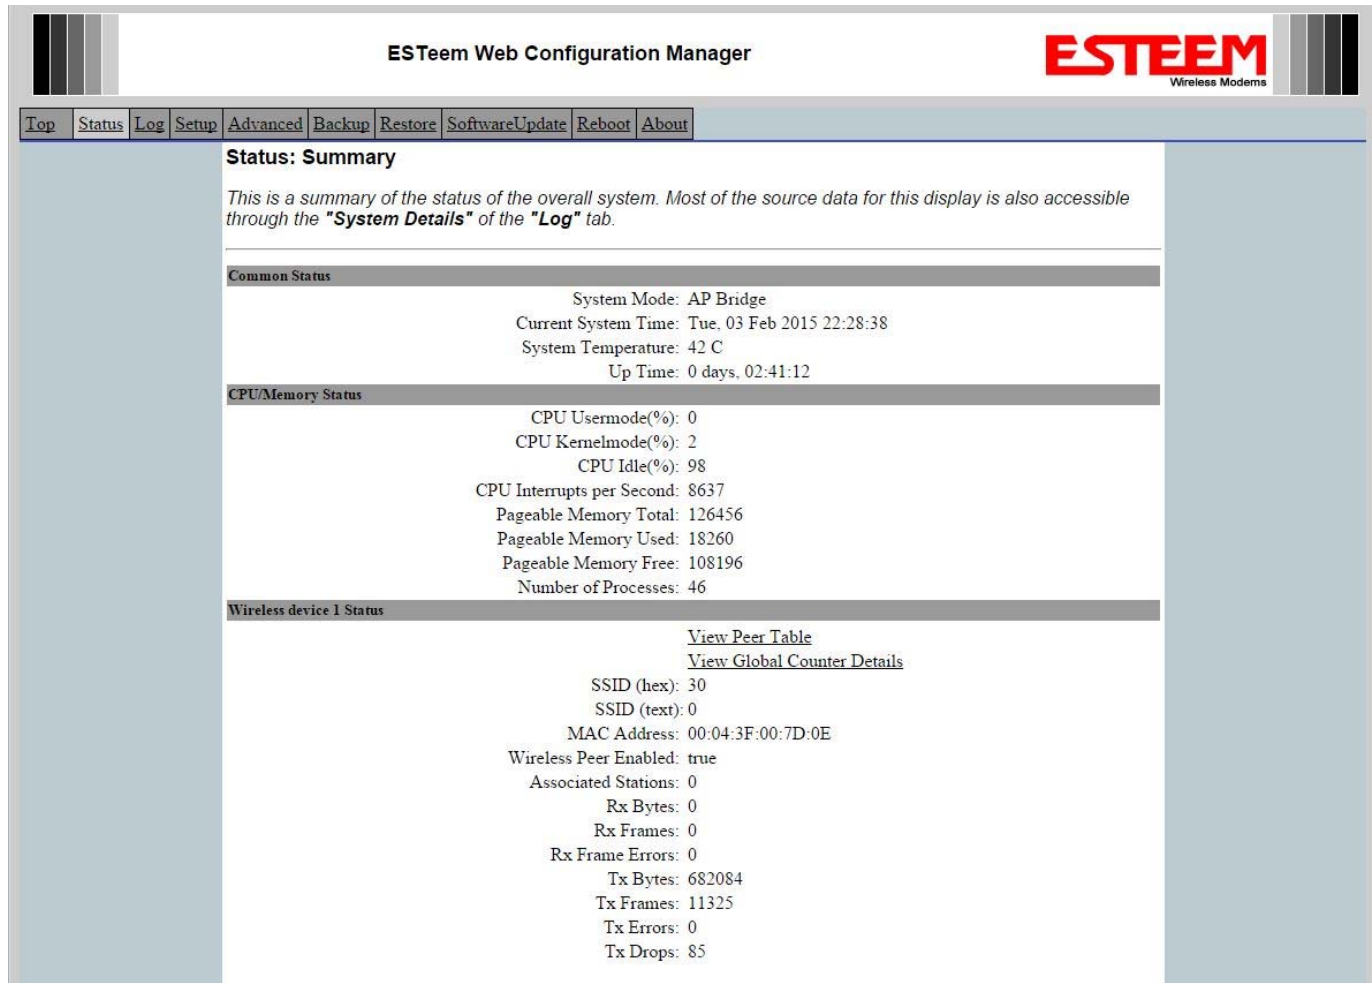 ESTeem Web Configuration Manager
ESTEEM
Wireless Modems
Top Status Log Setup Advanced Backup Restore SoftwareUpdate Reboot About
Status: Summary
This is a summary of the status of the overall system. Most of the source data for this display is also accessible
through the "System Details" of the "Log" tab.
Common Status
System Mode: AP Bridge
Current System Time: Tue, 03 Feb 2015 22:28:38
System Temperature: 42 C
Up Time: 0 days, 02:41:12
CPU/Memory Status
CPU Usermode(%): 0
CPU Kernelmode(%): 2
CPU Idle(%): 98
CPU Interrupts per Second: 8637
Pageable Memory Total: 126456
Pageable Memory Used: 18260
Pageable Memory Free: 108196
Number of Processes: 46
Wireless device 1 Status
View Peer Table
View Global Counter Details
SSID (hex): 30
SSID (text): 0
MAC Address: 00:04:3F:00:7D:0E
Wireless Peer Enabled: true
Associated Stations: 0
Rx Bytes: 0
Rx Frames: 0
Rx Frame Errors: 0
Tx Bytes: 682084
Tx Frames: 11325
Tx Errors: 0
Tx Drops: 85